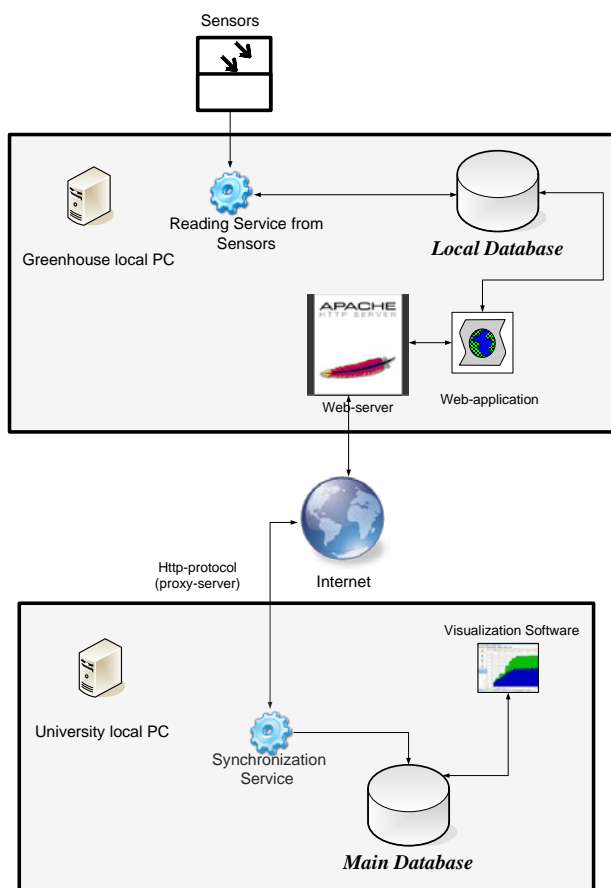 Sensors
Reading Service from
Sensors
Local Database
Greenhouse local PC
APACHE
HTTP SERVER
Web-server
Web-application
Http-protocol
(proxy-server)
Internet
Visualization Software
University local PC
Synchronization
Service
Main Database